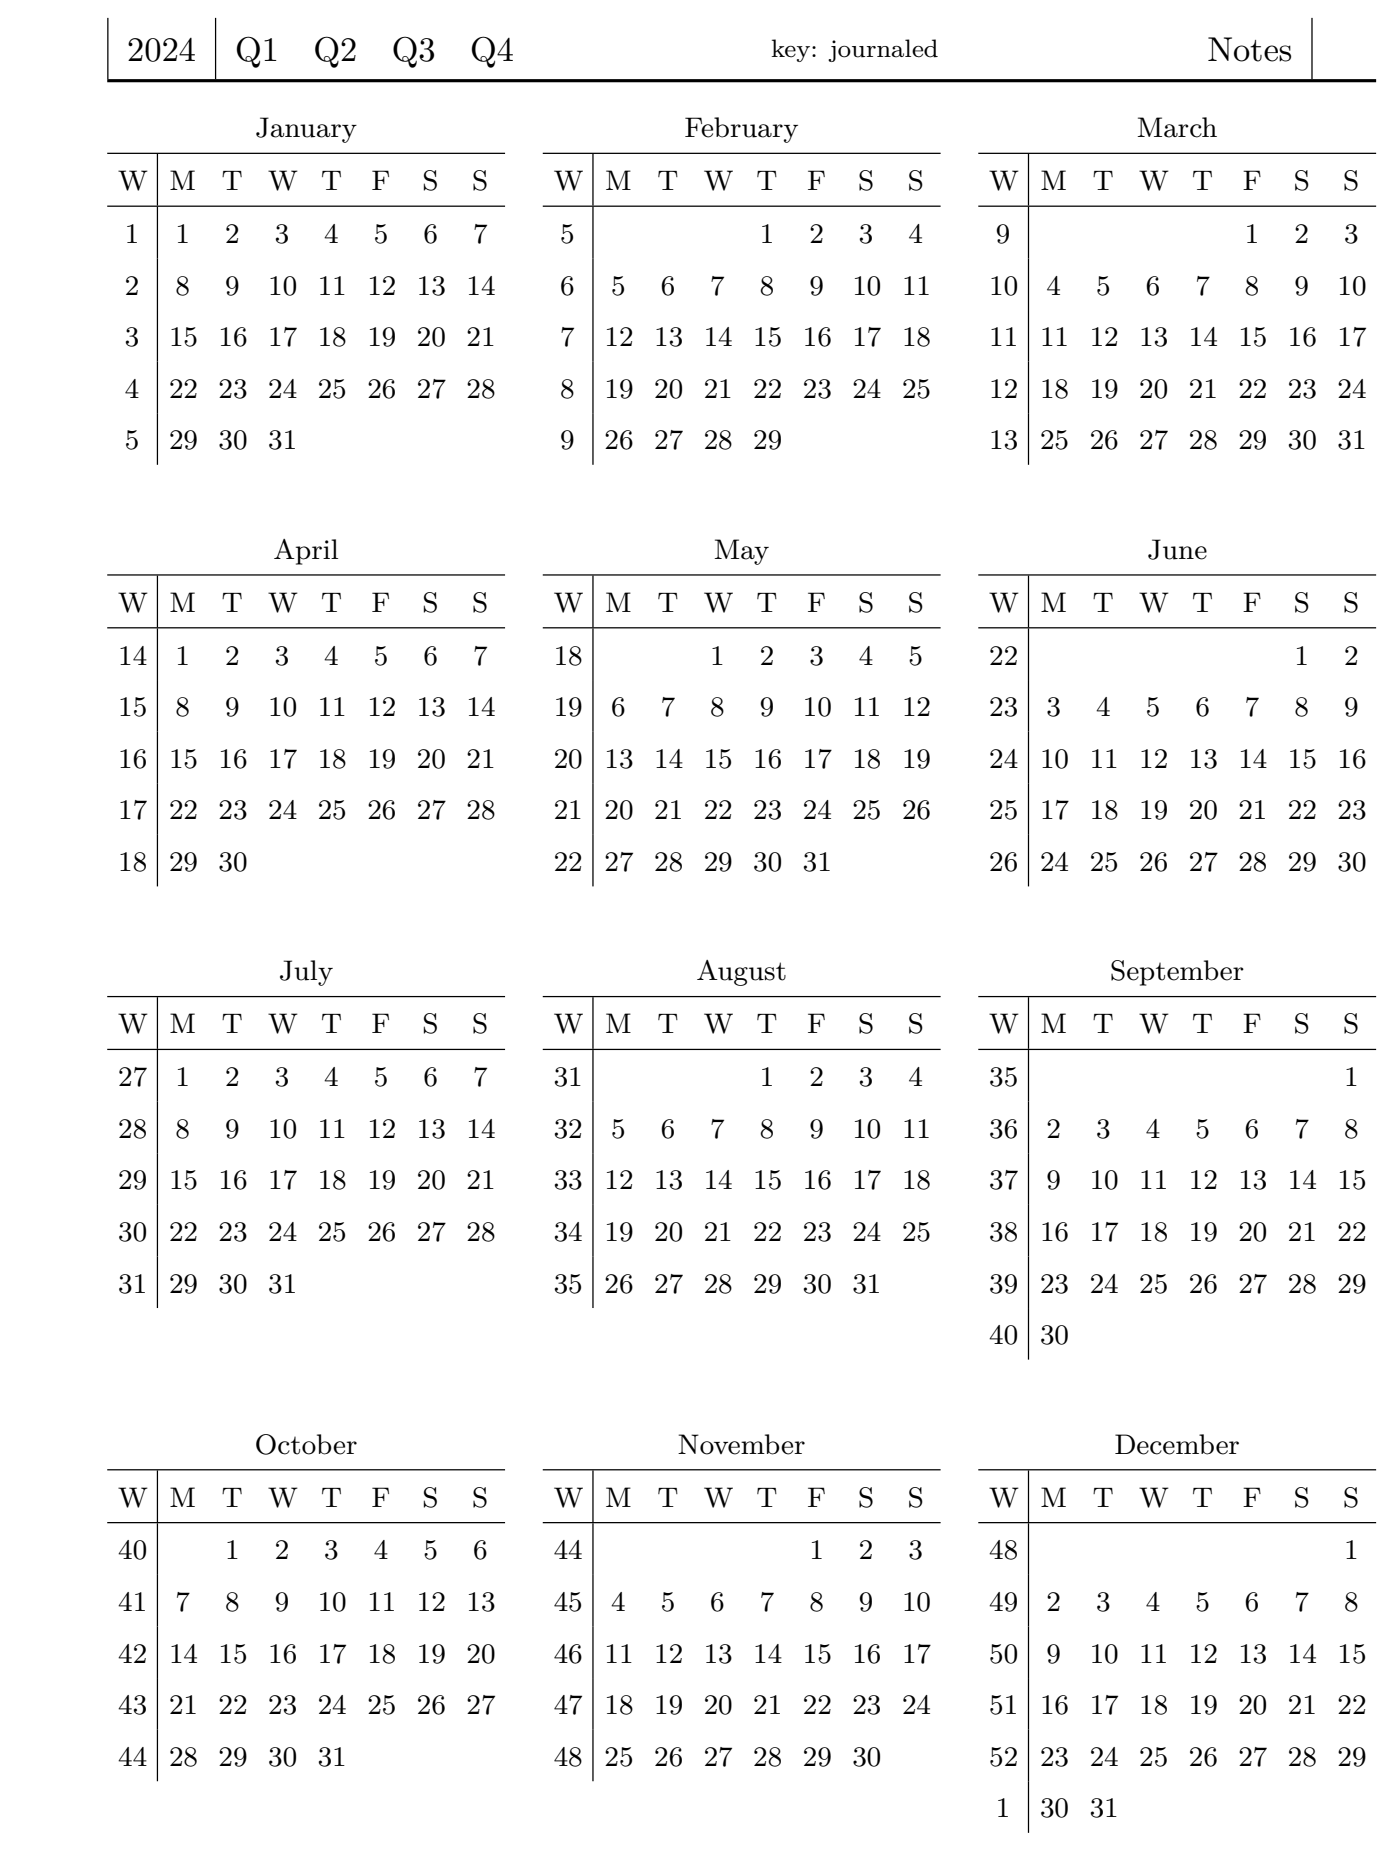 2024 Q1 Q2 Q3 Q4 key: journaled Notes
January
W M T W T F S S
1 1 2 3 4 5 6 7
2 8 9 10 11 12 13 14
3 15 16 17 18 19 20 21
4 22 23 24 25 26 27 28
5 29 30 31
February
W M T W T F S S
5 1 2 3 4
6 5 6 7 8 9 10 11
7 12 13 14 15 16 17 18
8 19 20 21 22 23 24 25
9 26 27 28 29
March
W M T W T F S S
9 1 2 3
10 4 5 6 7 8 9 10
11 11 12 13 14 15 16 17
12 18 19 20 21 22 23 24
13 25 26 27 28 29 30 31
April
W M T W T F S S
14 1 2 3 4 5 6 7
15 8 9 10 11 12 13 14
16 15 16 17 18 19 20 21
17 22 23 24 25 26 27 28
18 29 30
May
W M T W T F S S
18 1 2 3 4 5
19 6 7 8 9 10 11 12
20 13 14 15 16 17 18 19
21 20 21 22 23 24 25 26
22 27 28 29 30 31
June
W M T W T F S S
22 1 2
23 3 4 5 6 7 8 9
24 10 11 12 13 14 15 16
25 17 18 19 20 21 22 23
26 24 25 26 27 28 29 30
July
W M T W T F S S
27 1 2 3 4 5 6 7
28 8 9 10 11 12 13 14
29 15 16 17 18 19 20 21
30 22 23 24 25 26 27 28
31 29 30 31
August
W M T W T F S S
31 1 2 3 4
32 5 6 7 8 9 10 11
33 12 13 14 15 16 17 18
34 19 20 21 22 23 24 25
35 26 27 28 29 30 31
September
W M T W T F S S
35 1
36 2 3 4 5 6 7 8
37 9 10 11 12 13 14 15
38 16 17 18 19 20 21 22
39 23 24 25 26 27 28 29
40 30
October
W M T W T F S S
40 1 2 3 4 5 6
41 7 8 9 10 11 12 13
42 14 15 16 17 18 19 20
43 21 22 23 24 25 26 27
44 28 29 30 31
November
W M T W T F S S
44 1 2 3
45 4 5 6 7 8 9 10
46 11 12 13 14 15 16 17
47 18 19 20 21 22 23 24
48 25 26 27 28 29 30
December
W M T W T F S S
48 1
49 2 3 4 5 6 7 8
50 9 10 11 12 13 14 15
51 16 17 18 19 20 21 22
52 23 24 25 26 27 28 29
1 30 31